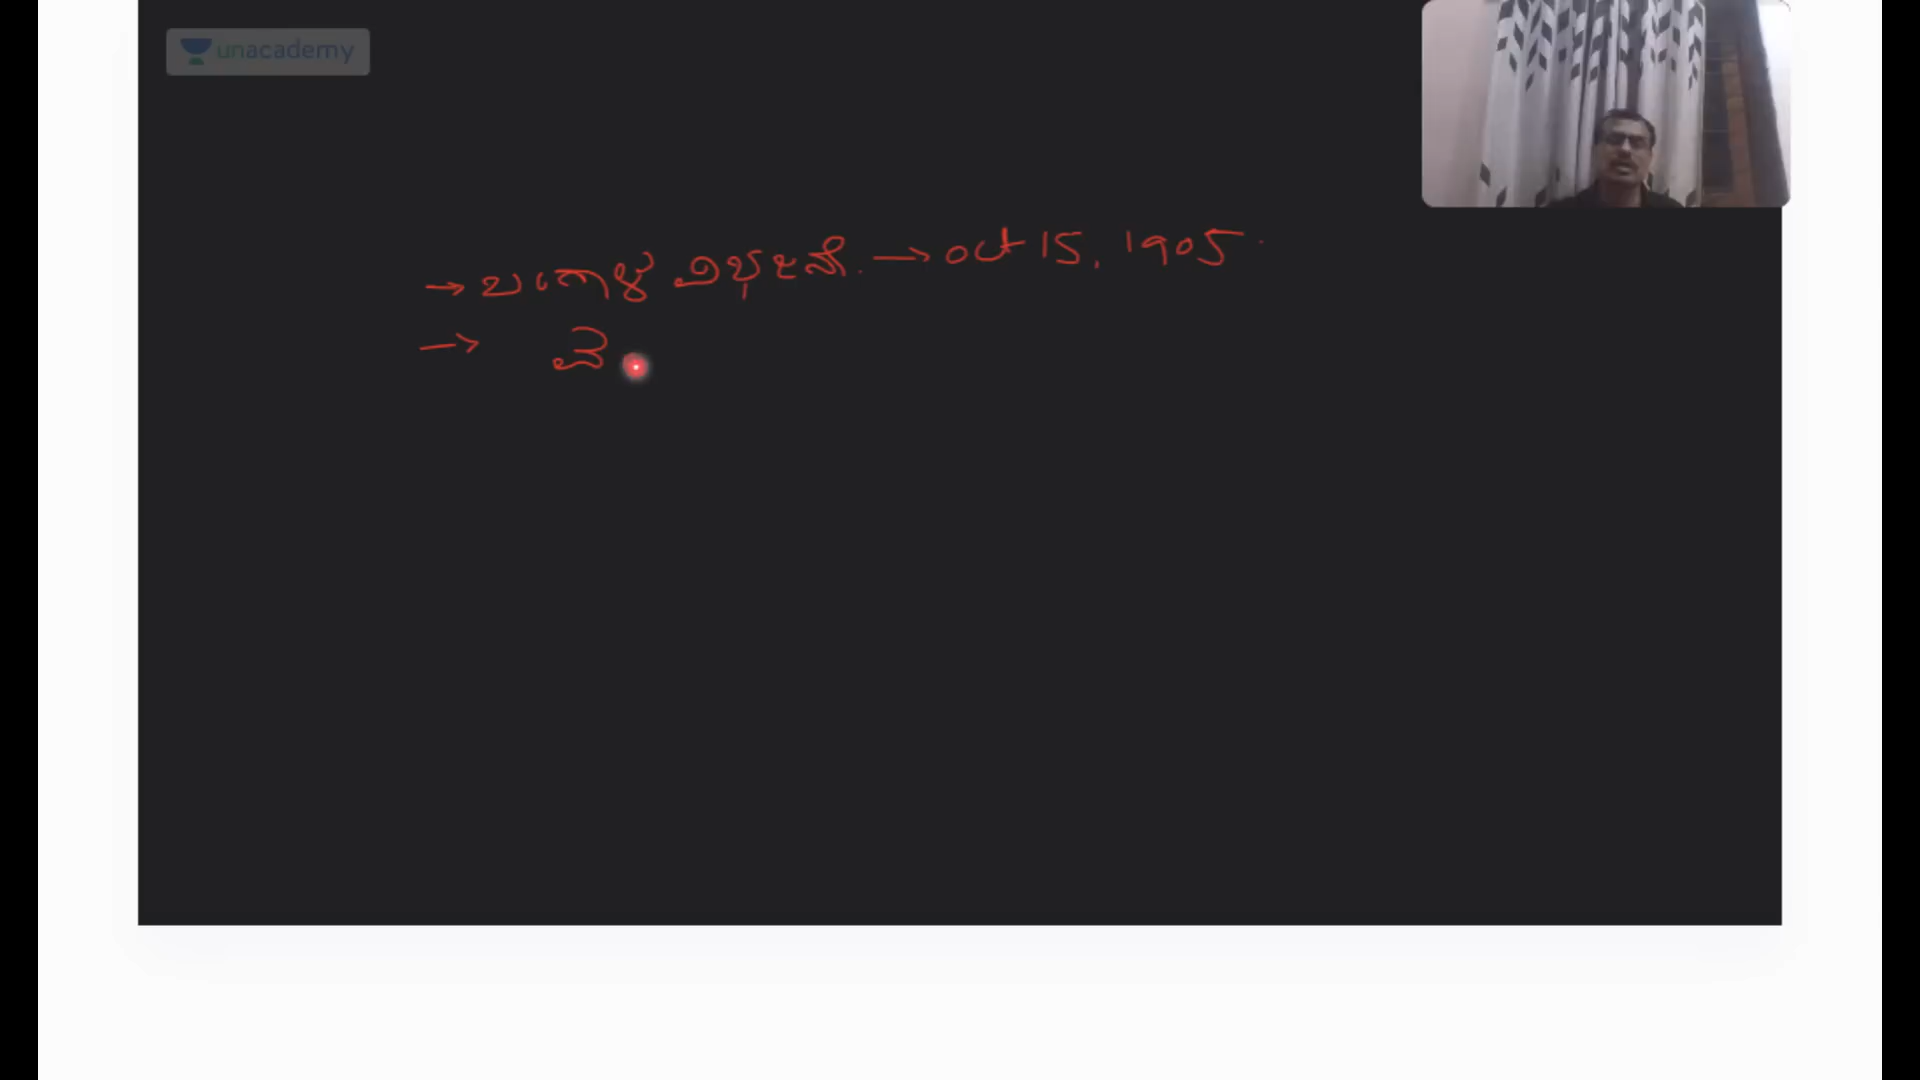 unacademy
→ ಬಂಗಾಳ ವಿಭಜನೆ. → oct 15, 1905.
→ ವೆ